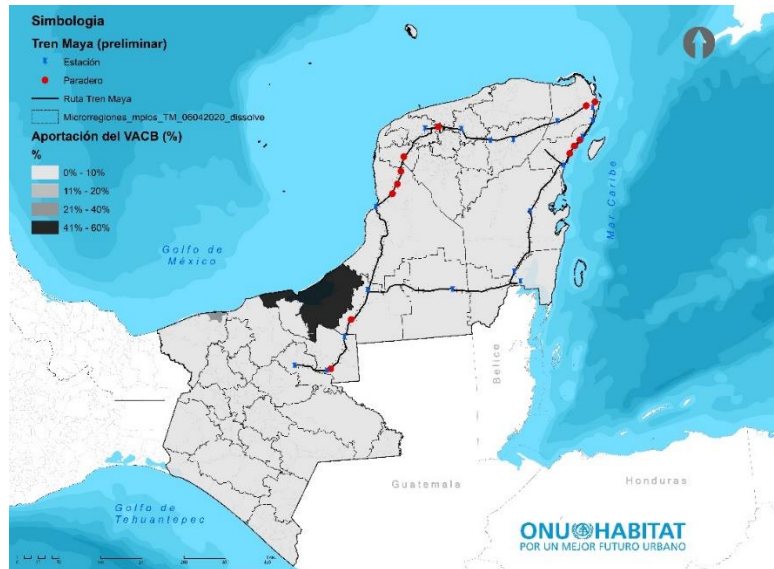 Simbologia
Tren Maya (preliminar)
Estación
Paradero
Ruta Tren Maya
Microrregiones_mpios_TM_06042020_dissolve
Aportación del VACB (%)
%
0% - 10%
11% - 20%
21% - 40%
41% - 60%
Golfo de
México
Mar Caribe
Belice
Guatemala
Honduras
Golfo de
Tehuantepec
ONU HABITAT
POR UN MEJOR FUTURO URBANO